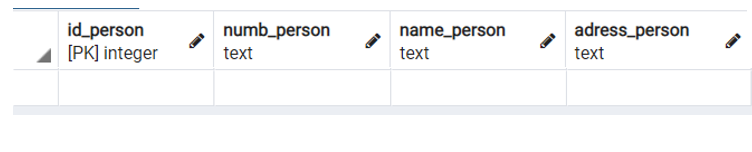 id_person
[PK] integer
numb_person
text
name_person
text
adress_person
text